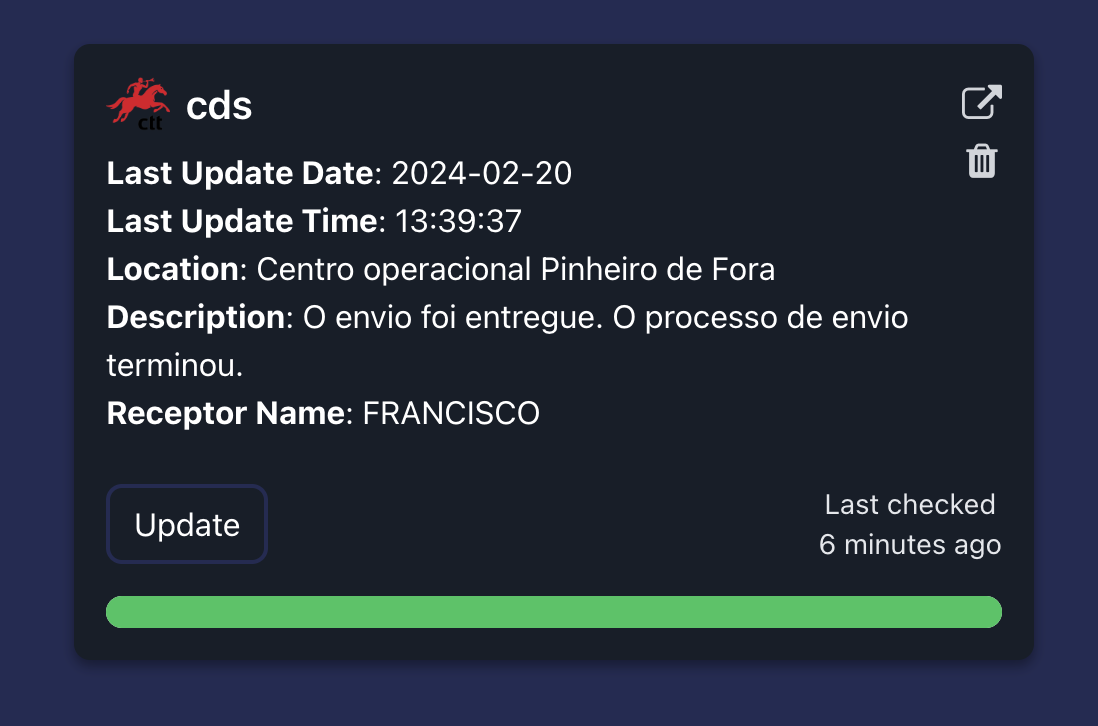 ctt
cds
Last Update Date: 2024-02-20
Last Update Time: 13:39:37
Location: Centro operacional Pinheiro de Fora
Description: O envio foi entregue. O processo de envio
terminou.
Receptor Name: FRANCISCO
Update
Last checked
6 minutes ago